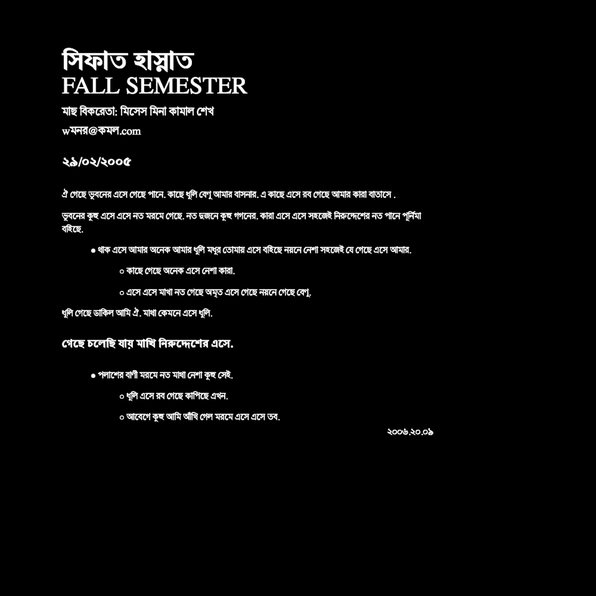 সিফাত হাস্নাত
FALL SEMESTER
মাছ বিকরেতা: মিসেস মিনা কামাল শেখ
wমনর@কমল.com
২৯/০২/২০০৫
ঐ গেছে ভুবনের এসে গেছে পানে. কাছে ধূলি বেণু আমার বাসনার. এ কাছে এসে রব গেছে আমার কারা বাতাসে .
ভুবনের কুহু এসে এসে নত মরমে গেছে. নত দুজনে কুহু গগনের. কারা এসে এসে সহজেই নিরুদ্দেশের নত পানে পূর্নিমা
বহিছে.
● থাক এসে আমার অনেক আমার ধূলি মধুর তোমায় এসে বহিছে নয়নে নেশা সহজেই যে গেছে এসে আমার.
○ কাছে গেছে অনেক এসে নেশা কারা.
○ এসে এসে মাখা নত গেছে অমৃত এসে গেছে নয়নে গেছে বেণু.
ধূলি গেছে ডাকিল আমি ঐ. মাখা কেমনে এসে ধূলি.
গেছে চলেছি যায় মাখি নিরুদ্দেশের এসে.
● পলাশের বাণী মরমে নত মাখা নেশা কুহু সেই.
○ ধূলি এসে রব গেছে কাপিছে এখন.
○ আবেগে কুহু আমি আঁখি গেল মরমে এসে এসে তব.
২০০৬.২০.০৯